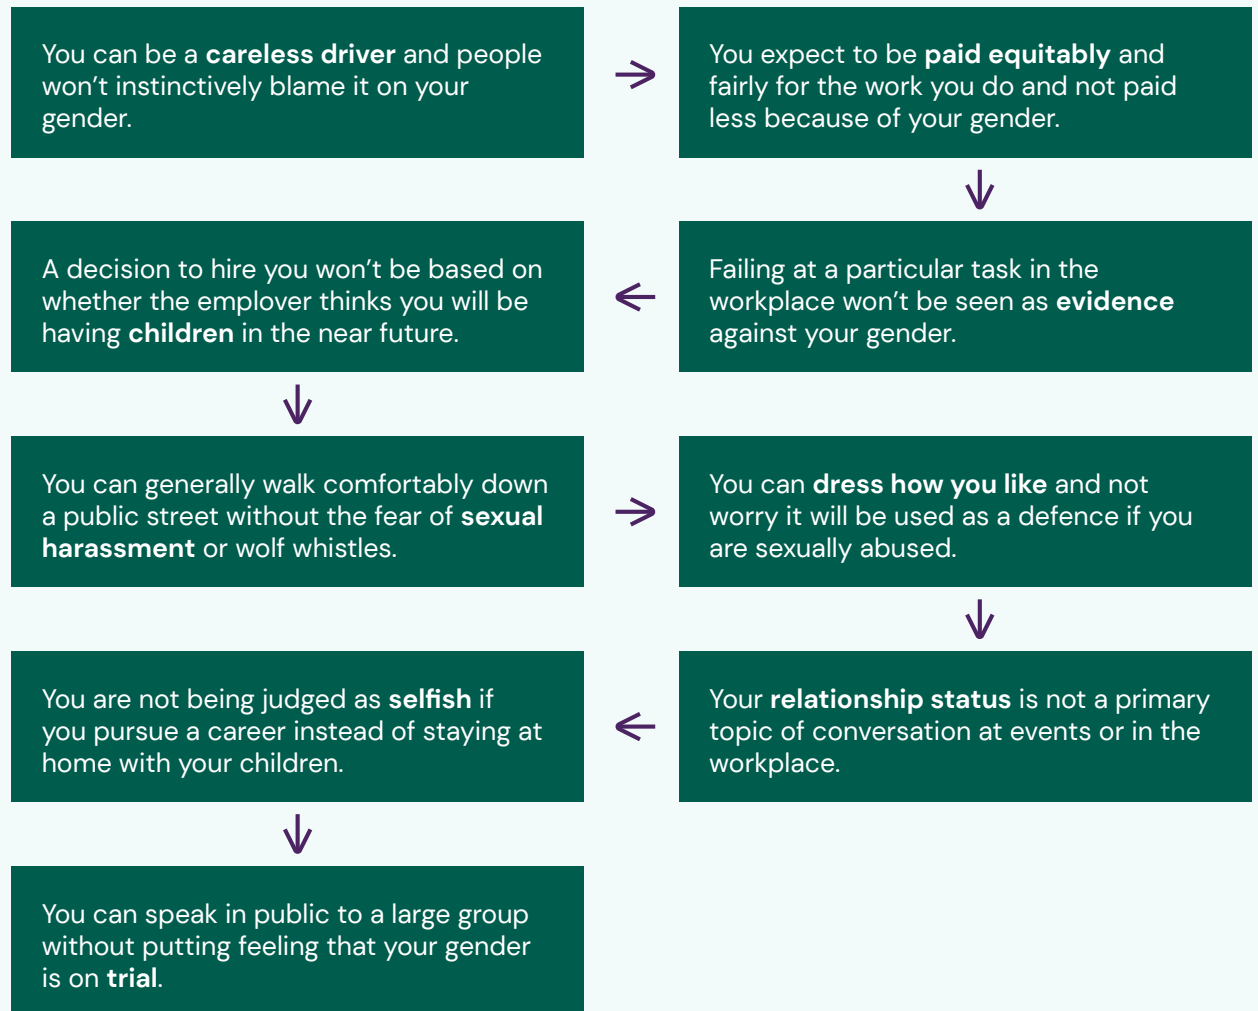 You can be a careless driver and people
won’t instinctively blame it on your
gender.
You expect to be paid equitably and
fairly for the work you do and not paid
less because of your gender.
Failing at a particular task in the
workplace won’t be seen as evidence
against your gender.
A decision to hire you won’t be based on
whether the emplover thinks you will be
having children in the near future.
You can generally walk comfortably down
a public street without the fear of sexual
harassment or wolf whistles.
You can dress how you like and not
worry it will be used as a defence if you
are sexually abused.
Your relationship status is not a primary
topic of conversation at events or in the
workplace.
You are not being judged as selfish if
you pursue a career instead of staying at
home with your children.
You can speak in public to a large group
without putting feeling that your gender
is on trial.